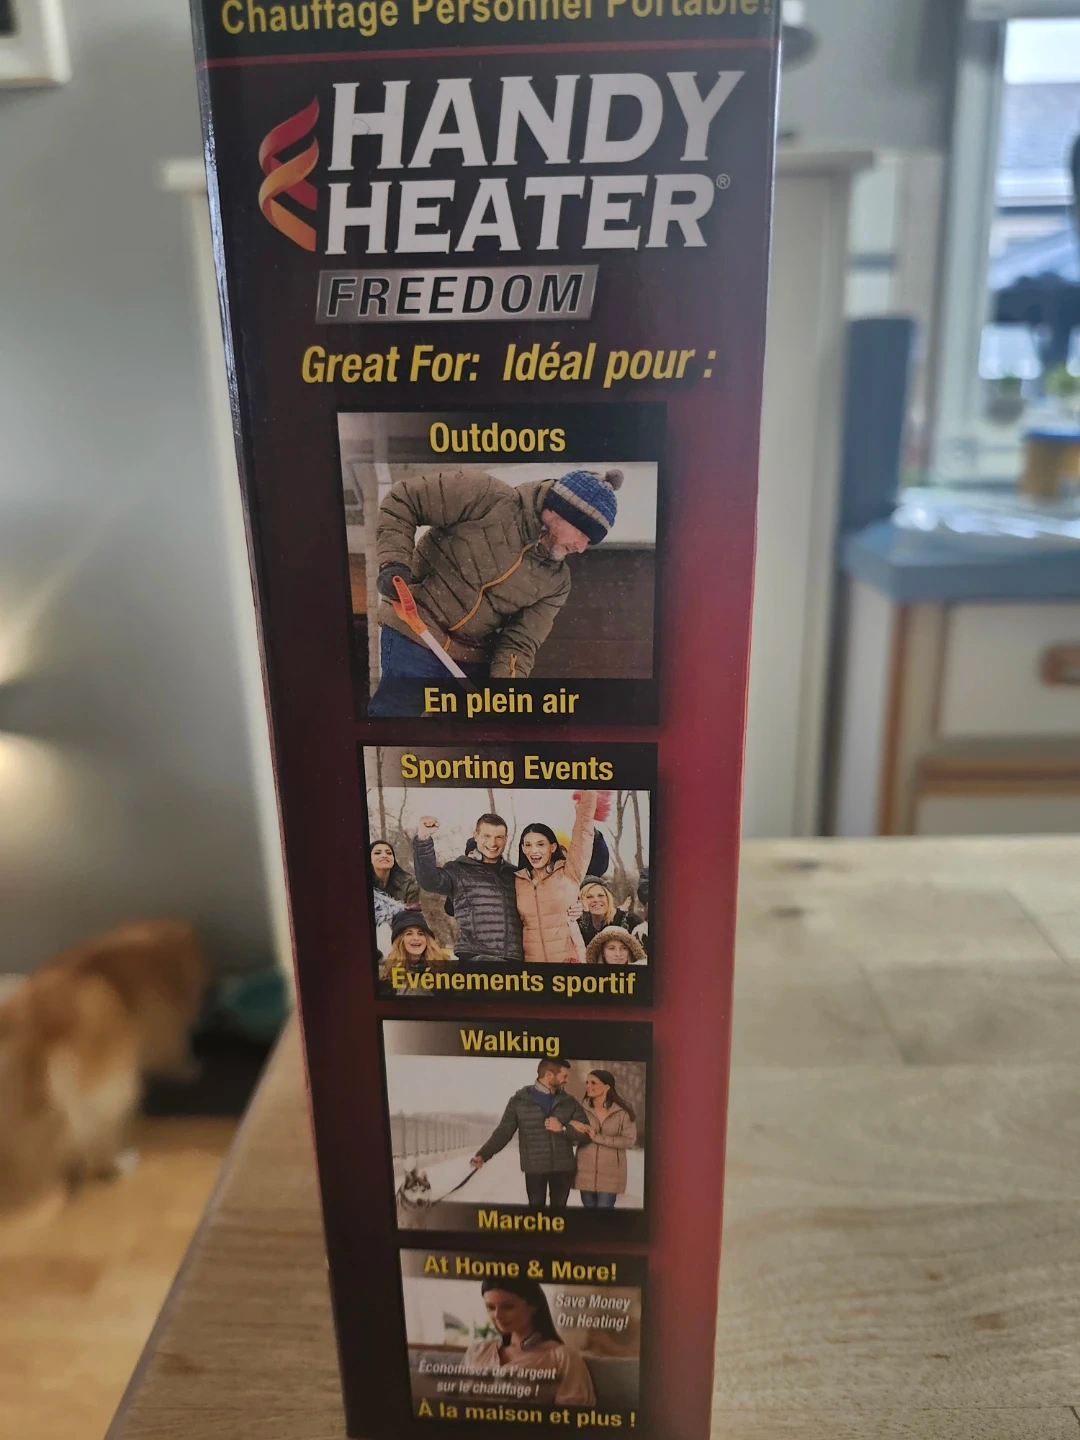 Chauffage Personnel Portable!
HANDY
HEATER®
FREEDOM
Great For: Idéal pour :
Outdoors
En plein air
Sporting Events
Événements sportif
Walking
Marche
At Home & More!
Save Money
On Heating!
Économisez de l'argent
sur le chauffage !
À la maison et plus !